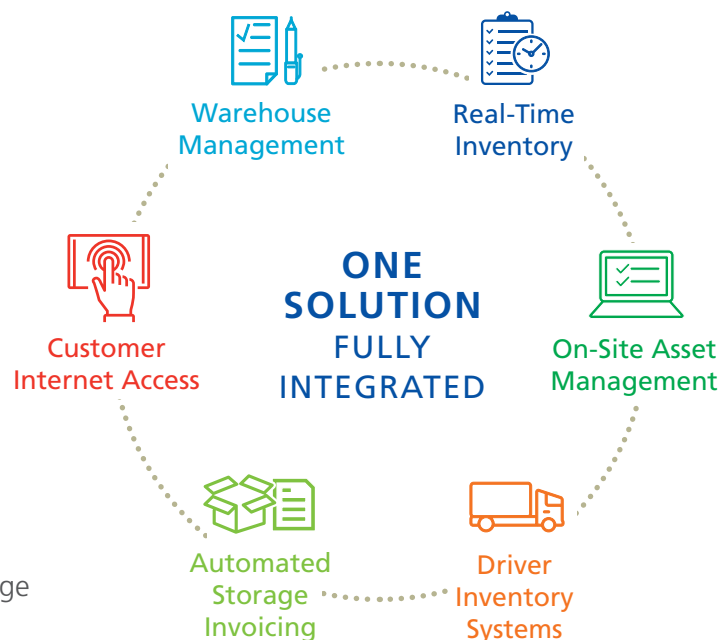 Warehouse
Management
Real-Time
Inventory
Customer
Internet Access
ONE
SOLUTION
FULLY
INTEGRATED
On-Site Asset
Management
Automated
Storage
Invoicing
Driver
Inventory
Systems
ge